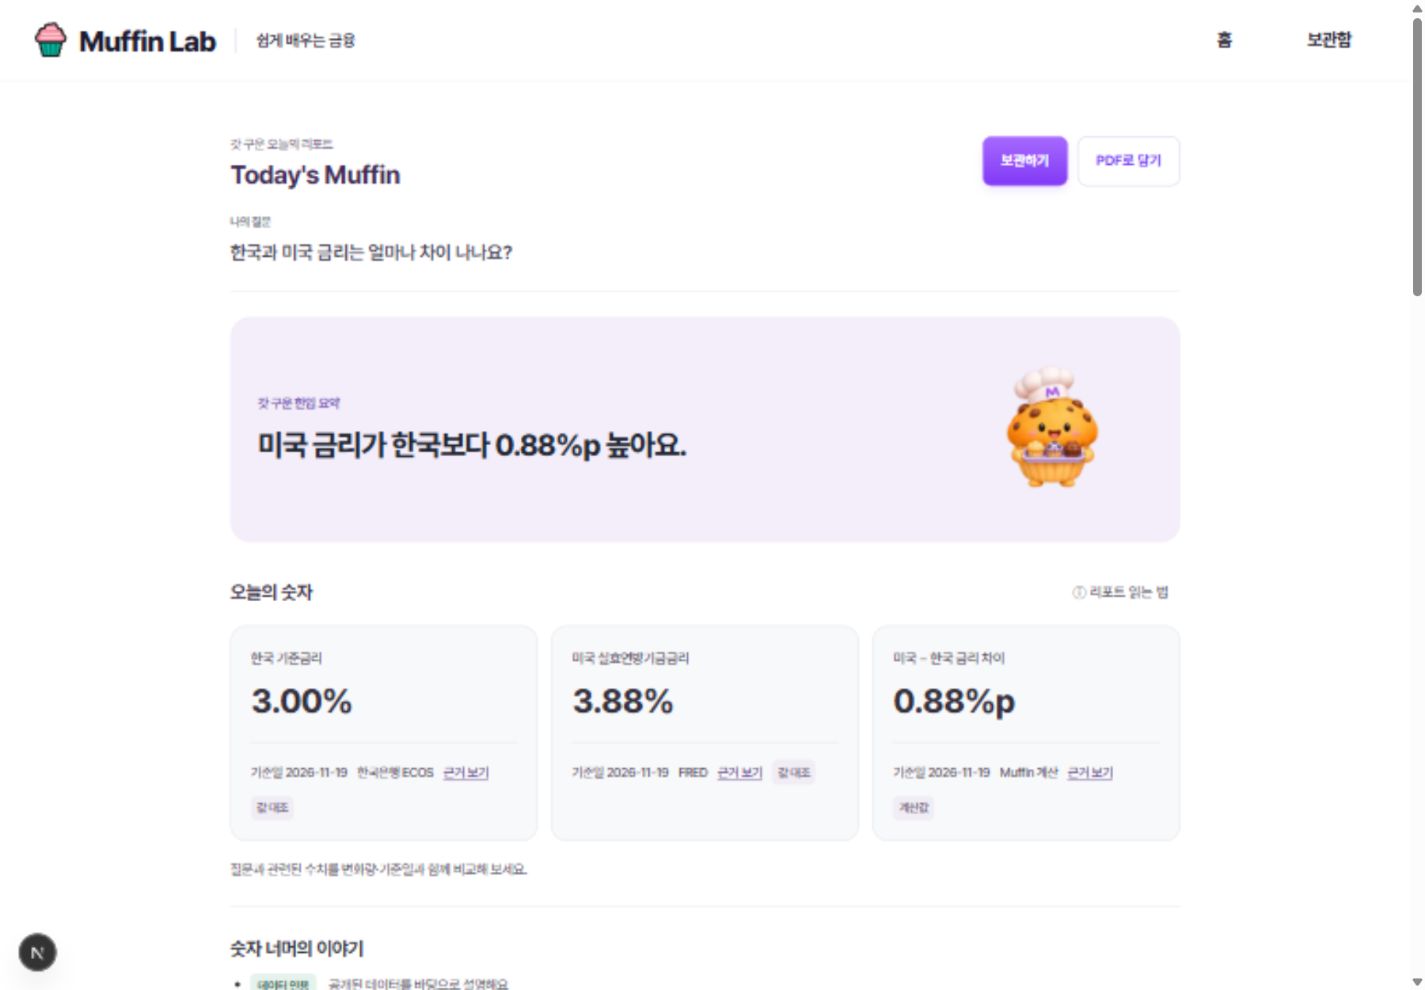 Muffin Lab 쉽게 배우는 금융 홈 보관함
갓 구운 오늘의 리포트
Today's Muffin
보관하기 PDF로 담기
나의 질문
한국과 미국 금리는 얼마나 차이 나나요?
갓 구운 한입 요약
미국 금리가 한국보다 0.88%p 높아요.
M
오늘의 숫자
ⓘ 리포트 읽는 법
한국 기준금리
3.00%
기준일 2026-11-19 한국은행 ECOS 근거 보기
값 대조
미국 실효연방기금금리
3.88%
기준일 2026-11-19 FRED 근거 보기 값 대조
미국 - 한국 금리 차이
0.88%p
기준일 2026-11-19 Muffin 계산 근거 보기
계산값
질문과 관련된 수치를 변화량·기준일과 함께 비교해 보세요.
숫자 너머의 이야기
데이터 인용 공개된 데이터를 바탕으로 설명해요
N